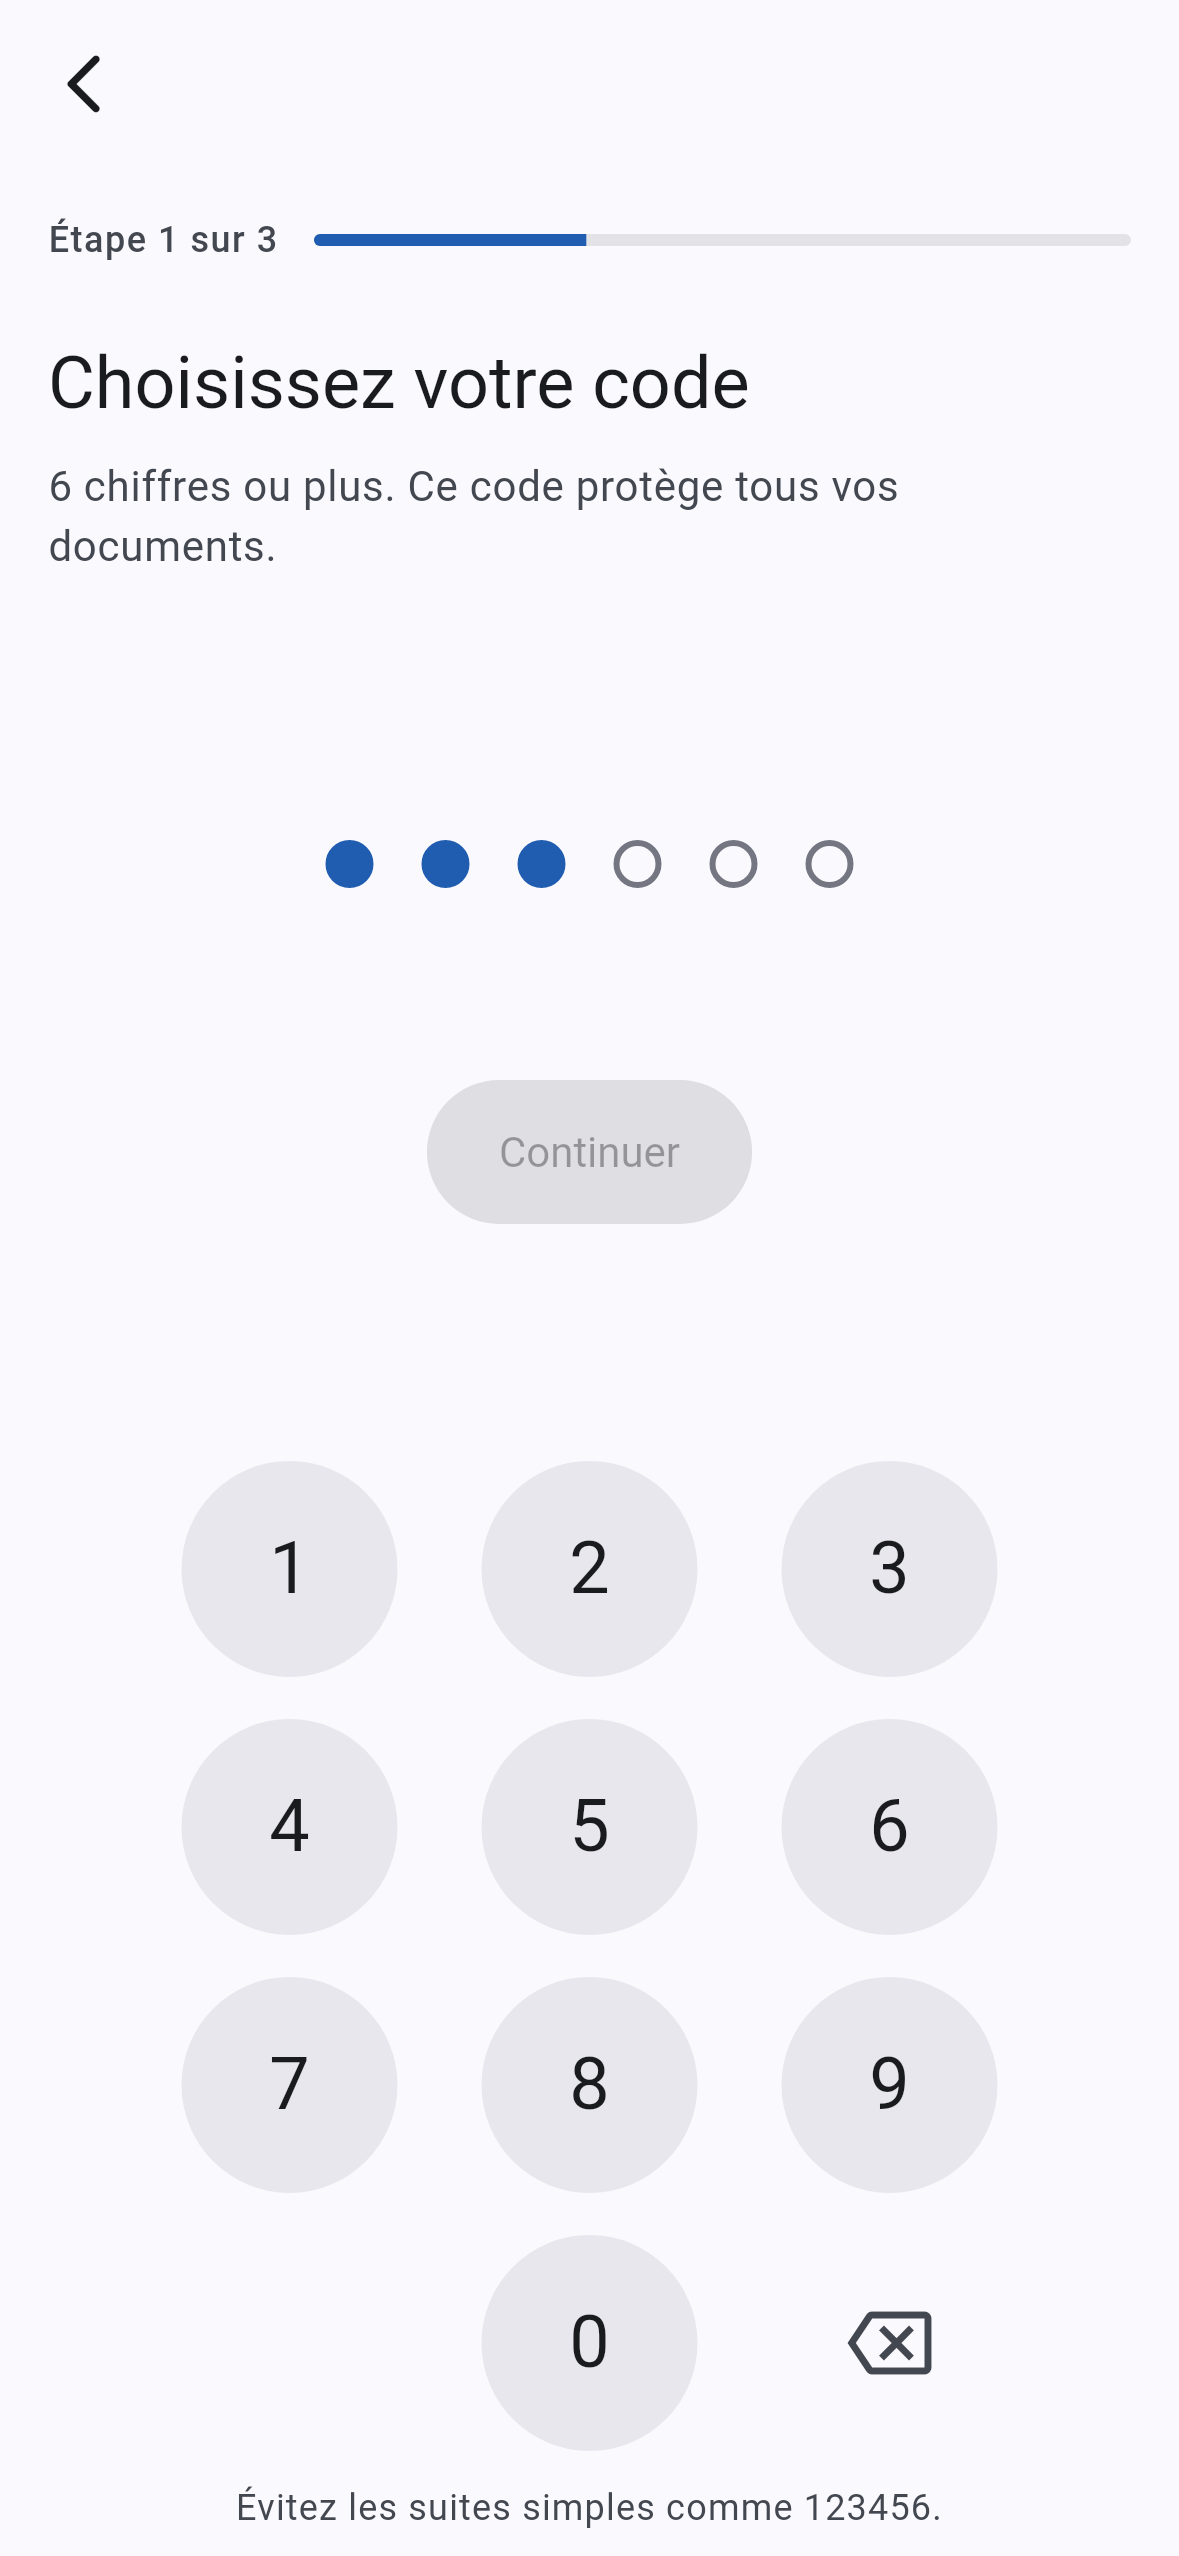 Étape 1 sur 3
Choisissez votre code
6 chiffres ou plus. Ce code protège tous vos
documents.
Continuer
1 2 3
4 5 6
7 8 9
0
Évitez les suites simples comme 123456.